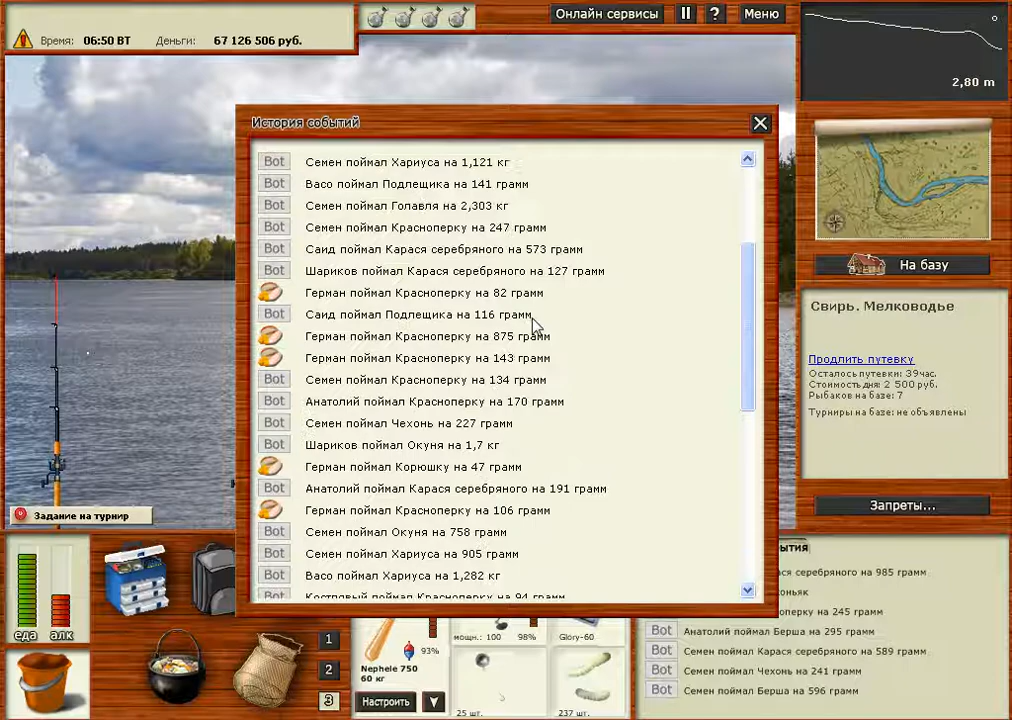 Время: 06:50 ВТ Деньги: 67 126 506 руб.
Онлайн сервисы
?
Меню
2,80 m
История событий
Bot Семен поймал Хариуса на 1,121 кг
Bot Васо поймал Подлещика на 141 грамм
Bot Семен поймал Голавля на 2,303 кг
Bot Семен поймал Красноперку на 247 грамм
Bot Саид поймал Карася серебряного на 573 грамм
Bot Шариков поймал Карася серебряного на 127 грамм
Герман поймал Красноперку на 82 грамм
Bot Саид поймал Подлещика на 116 грамм
Герман поймал Красноперку на 875 грамм
Герман поймал Красноперку на 143 грамм
Bot Семен поймал Красноперку на 134 грамм
Bot Анатолий поймал Красноперку на 170 грамм
Bot Семен поймал Чехонь на 227 грамм
Bot Шариков поймал Окуня на 1,7 кг
Герман поймал Корюшку на 47 грамм
Bot Анатолий поймал Карася серебряного на 191 грамм
Герман поймал Красноперку на 106 грамм
Bot Семен поймал Окуня на 758 грамм
Bot Семен поймал Хариуса на 905 грамм
Bot Васо поймал Хариуса на 1,282 кг
Bot Костлявый поймал Красноперку на 94 грамм
На базу
Свирь. Мелководье
Продлить путевку
Осталось путевки: 39час.
Стоимость дня: 2 500 руб.
Рыбаков на базе: 7
Турниры на базе: не объявлены
Запреты...
Задание на турнир
еда
алк
1
2
3
93%
Nephele 750
60 кг
Настроить
мощн.: 100 98%
Glory-60
25 шт.
237 шт.
ытия
ася серебряного на 985 грамм
оньяк
оперку на 245 грамм
Bot Анатолий поймал Берша на 295 грамм
Bot Семен поймал Карася серебряного на 589 грамм
Bot Семен поймал Чехонь на 241 грамм
Bot Семен поймал Берша на 596 грамм